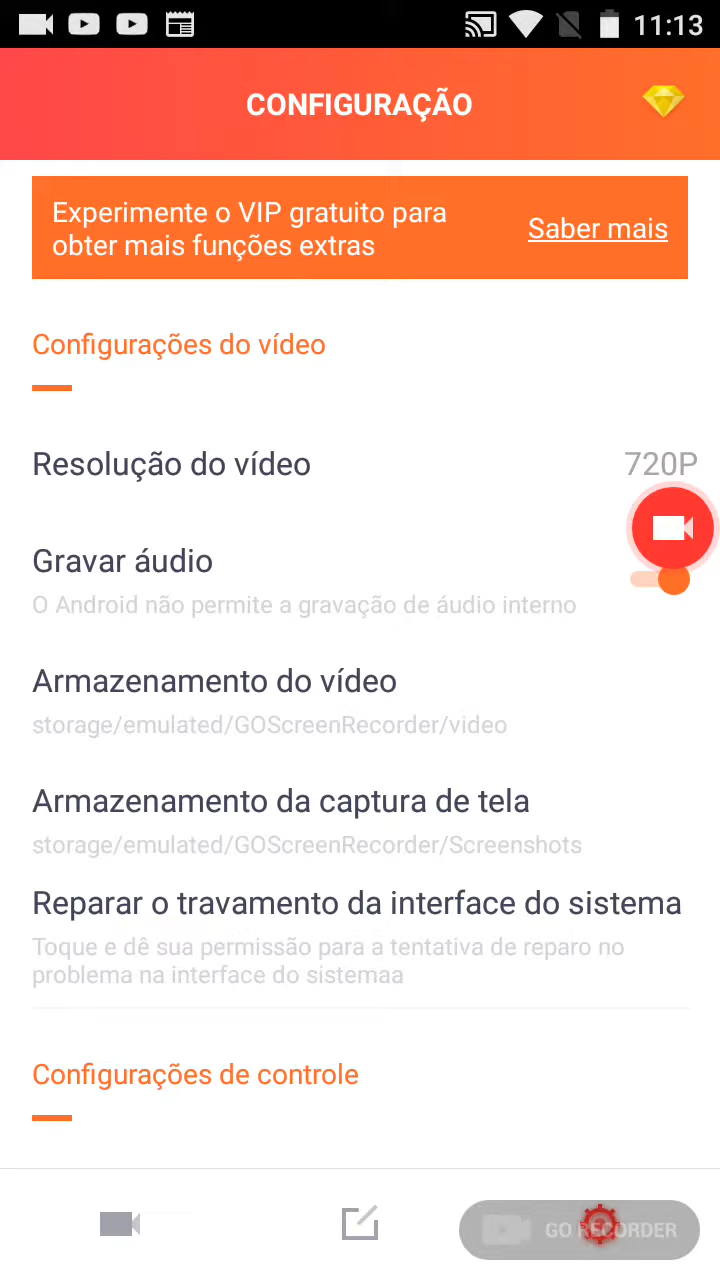 11:13
CONFIGURAÇÃO
Experimente o VIP gratuito para
obter mais funções extras
Saber mais
Configurações do vídeo
Resolução do vídeo
720P
Gravar áudio
O Android não permite a gravação de áudio interno
Armazenamento do vídeo
storage/emulated/GOScreenRecorder/video
Armazenamento da captura de tela
storage/emulated/GOScreenRecorder/Screenshots
Reparar o travamento da interface do sistema
Toque e dê sua permissão para a tentativa de reparo no
problema na interface do sistemaa
Configurações de controle
GO RECORDER